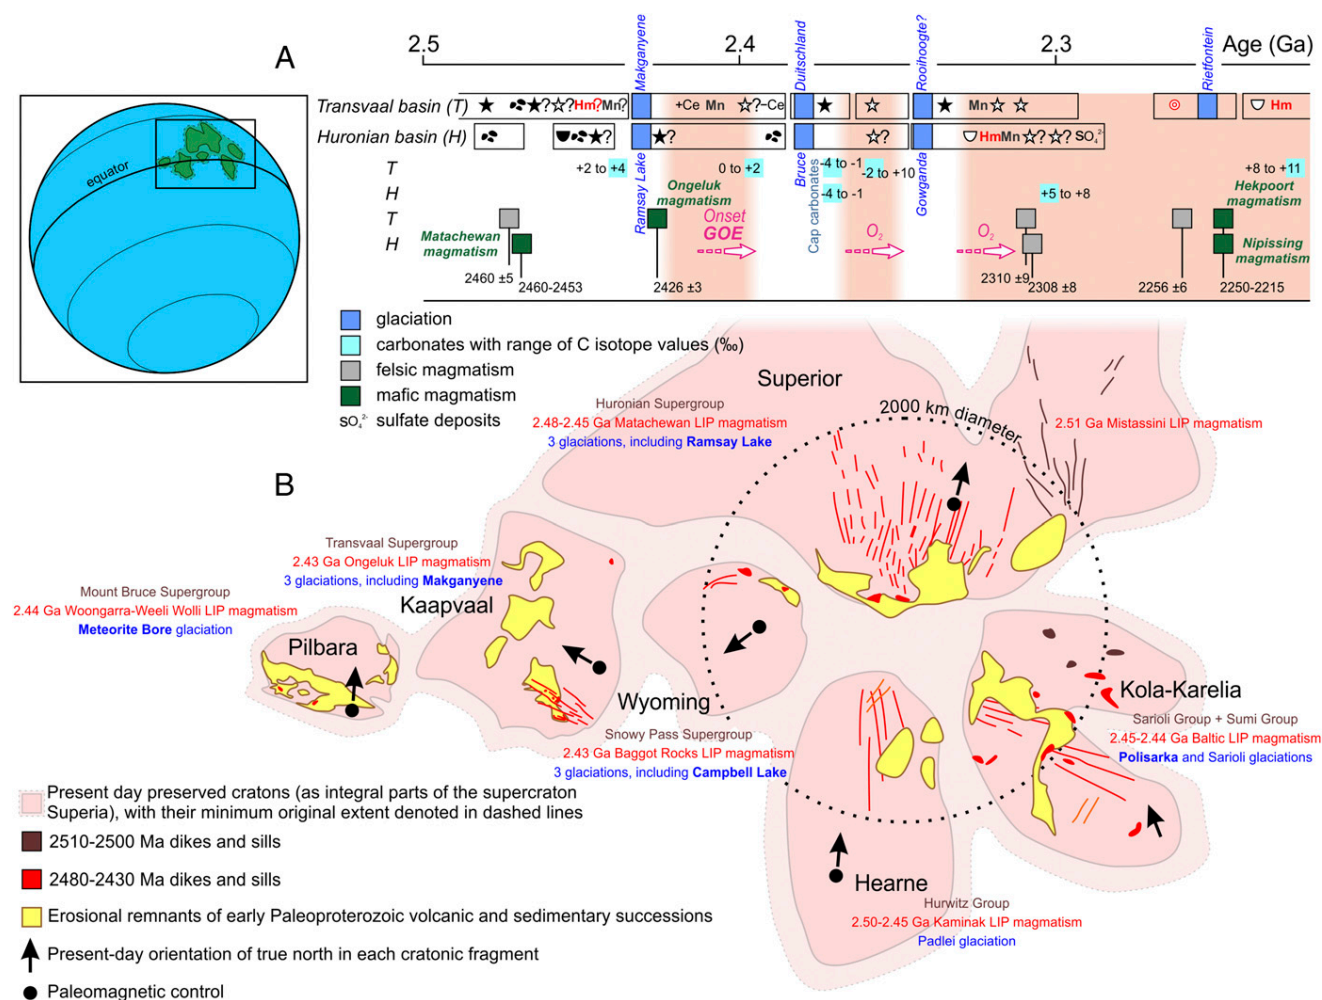 A
2.5
2.4
2.3
Age (Ga)
Makganyene
Duitschland
Rooihoogte?
Rietfontein
Transvaal basin (T)
? ? Hm? Mn?
+Ce Mn ?–Ce
Mn
Hm
Huronian basin (H)
?
?
?
HmMn ? ? SO₄²⁻
Ramsay Lake
Bruce
Gowganda
equator
T
+2 to +4
0 to +2
-4 to -1
-2 to +10
+8 to +11
H
-4 to -1
+5 to +8
Cap carbonates
T
H
Matachewan
magmatism
Ongeluk
magmatism
Onset
GOE
O₂
O₂
Hekpoort
magmatism
Nipissing
magmatism
2460 ±5
2460-2453
2426 ±3
2310 ±9
2308 ±8
2256 ±6
2250-2215
glaciation
carbonates with range of C isotope values (‰)
felsic magmatism
mafic magmatism
SO₄²⁻ sulfate deposits
B
Superior
2000 km diameter
Huronian Supergroup
2.48-2.45 Ga Matachewan LIP magmatism
3 glaciations, including Ramsay Lake
2.51 Ga Mistassini LIP magmatism
Transvaal Supergroup
2.43 Ga Ongeluk LIP magmatism
3 glaciations, including Makganyene
Kaapvaal
Mount Bruce Supergroup
2.44 Ga Woongarra-Weeli Wolli LIP magmatism
Meteorite Bore glaciation
Pilbara
Wyoming
Snowy Pass Supergroup
2.43 Ga Baggot Rocks LIP magmatism
3 glaciations, including Campbell Lake
Kola-Karelia
Sarioli Group + Sumi Group
2.45-2.44 Ga Baltic LIP magmatism
Polisarka and Sarioli glaciations
Hearne
Hurwitz Group
2.50-2.45 Ga Kaminak LIP magmatism
Padlei glaciation
Present day preserved cratons (as integral parts of the supercraton
Superia), with their minimum original extent denoted in dashed lines
2510-2500 Ma dikes and sills
2480-2430 Ma dikes and sills
Erosional remnants of early Paleoproterozoic volcanic and sedimentary successions
Present-day orientation of true north in each cratonic fragment
Paleomagnetic control